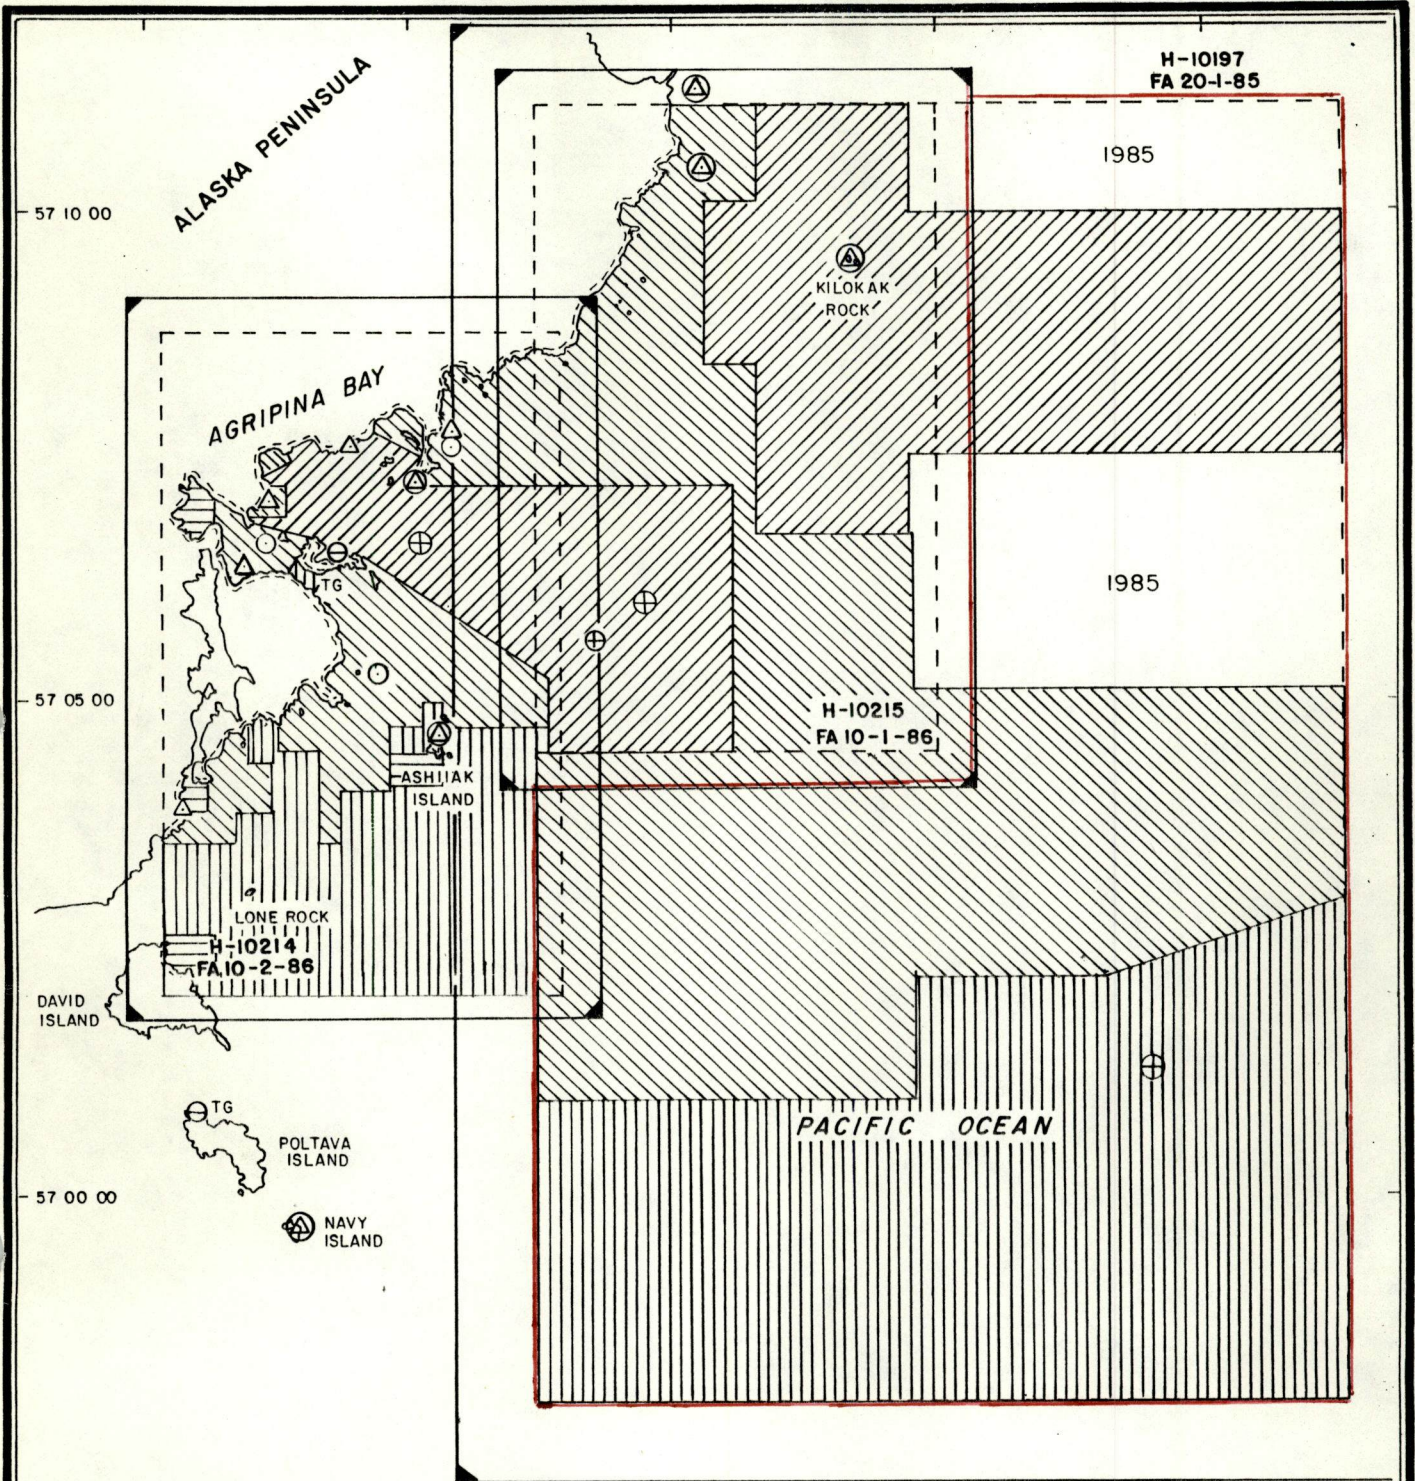 H-10197
FA 20-1-85
ALASKA PENINSULA
1985
57 10 00
KILOKAK
ROCK
AGRIPINA BAY
TG
1985
57 05 00
H-10215
FA 10-1-86
ASHIIAK
ISLAND
LONE ROCK
H-10214
FA 10-2-86
DAVID
ISLAND
TG
PACIFIC OCEAN
POLTAVA
ISLAND
57 00 00
NAVY
ISLAND